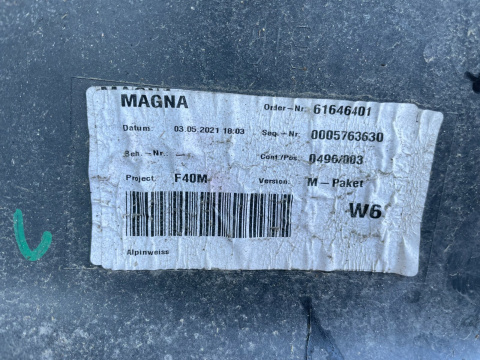 MAGNA Order-Nr. 61646401
Datum: 03.05.2021 18:03 Seq.-Nr. 0005763630
Beh.-Nr.: Cont/Pos. 0496/003
Project: F40M Version: M-Paket
W6
Alpinweiss